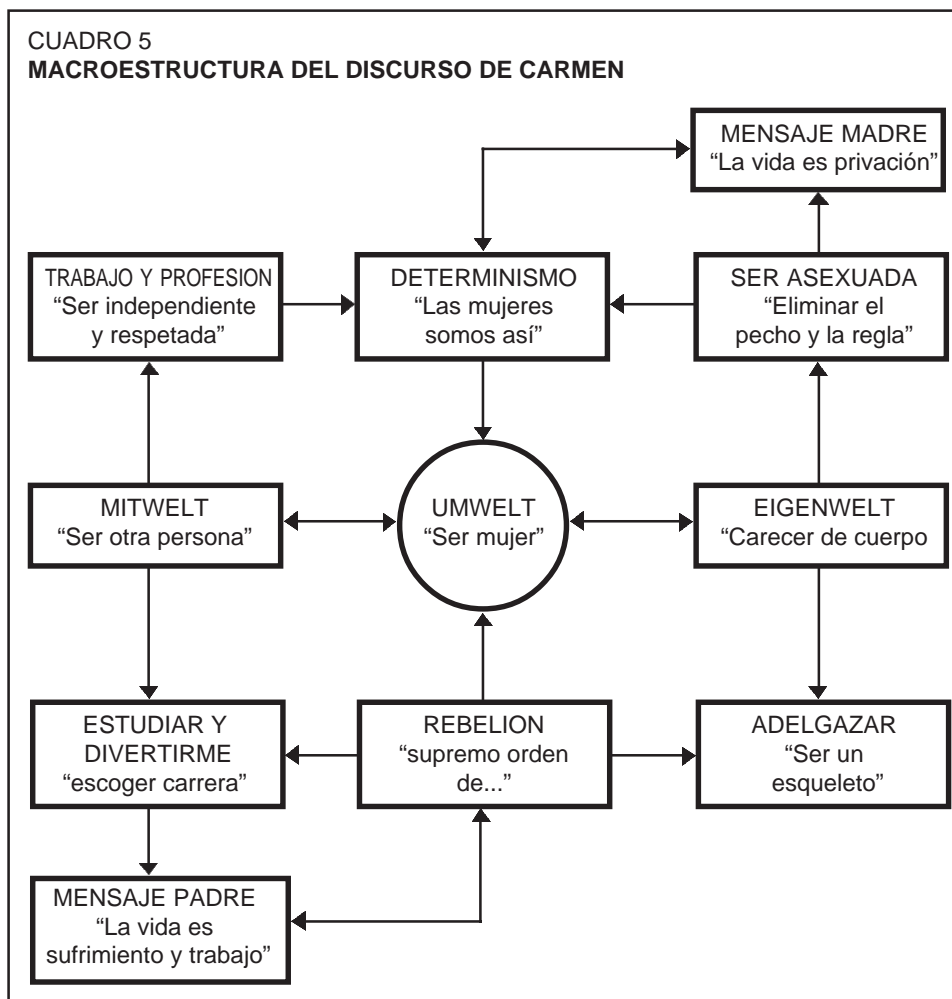 CUADRO 5
MACROESTRUCTURA DEL DISCURSO DE CARMEN
MENSAJE MADRE
“La vida es privación”
TRABAJO Y PROFESION
“Ser independiente
y respetada”
DETERMINISMO
“Las mujeres
somos así”
SER ASEXUADA
“Eliminar el
pecho y la regla”
MITWELT
“Ser otra persona”
UMWELT
“Ser mujer”
EIGENWELT
“Carecer de cuerpo
ESTUDIAR Y
DIVERTIRME
“escoger carrera”
REBELION
“supremo orden
de...”
ADELGAZAR
“Ser un
esqueleto”
MENSAJE PADRE
“La vida es
sufrimiento y trabajo”